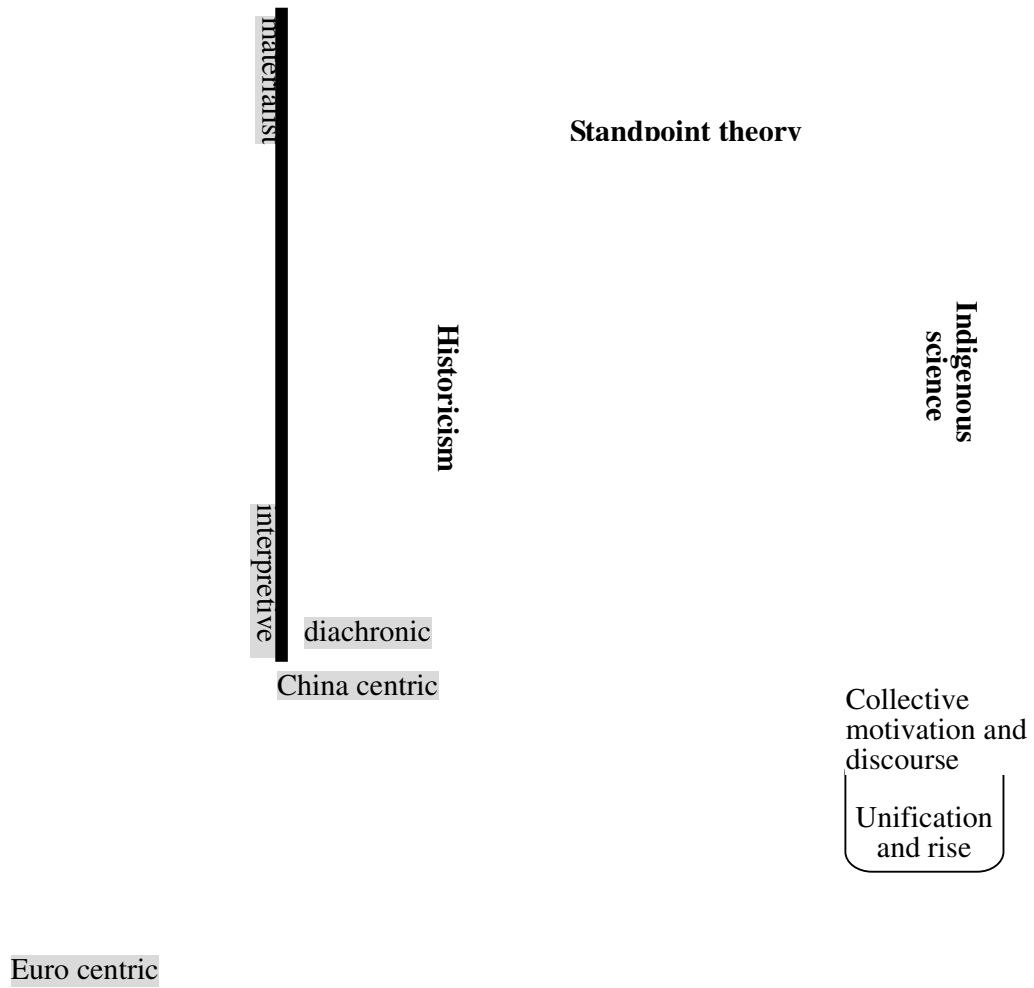 materialist
Standpoint theory
Historicism
Indigenous
science
interpretive
diachronic
China centric
Collective
motivation and
discourse
Unification
and rise
Euro centric